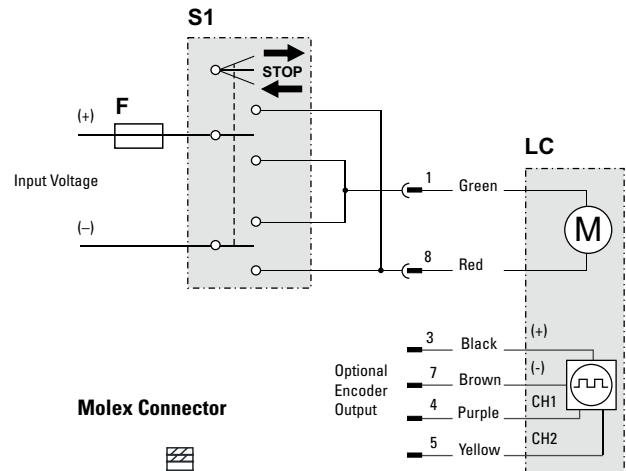 S1
STOP
F
(+)
Input Voltage
(–)
LC
1 Green
M
8 Red
3 Black (+)
7 Brown (-)
4 Purple CH1
5 Yellow CH2
Optional
Encoder
Output
Molex Connector